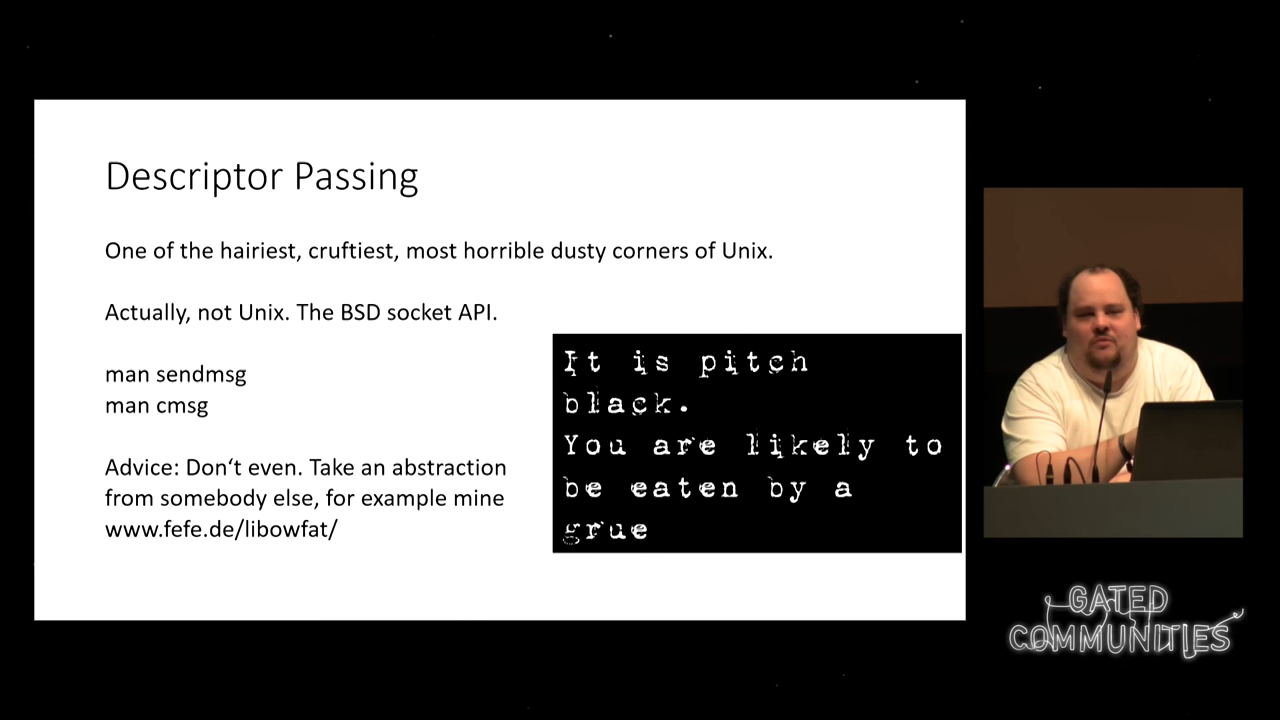 Descriptor Passing
One of the hairiest, cruftiest, most horrible dusty corners of Unix.
Actually, not Unix. The BSD socket API.
man sendmsg
man cmsg
Advice: Don‘t even. Take an abstraction
from somebody else, for example mine
www.fefe.de/libowfat/
It is pitch
black.
You are likely to
be eaten by a
grue
GATED
COMMUNITIES